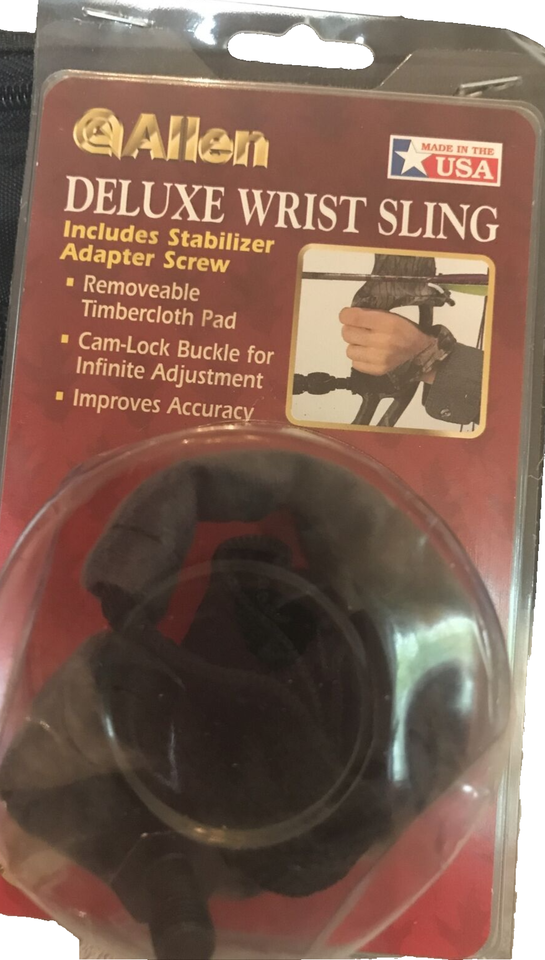 Allen
MADE IN THE
USA
DELUXE WRIST SLING
Includes Stabilizer
Adapter Screw
▪ Removeable
Timbercloth Pad
▪ Cam-Lock Buckle for
Infinite Adjustment
▪ Improves Accuracy